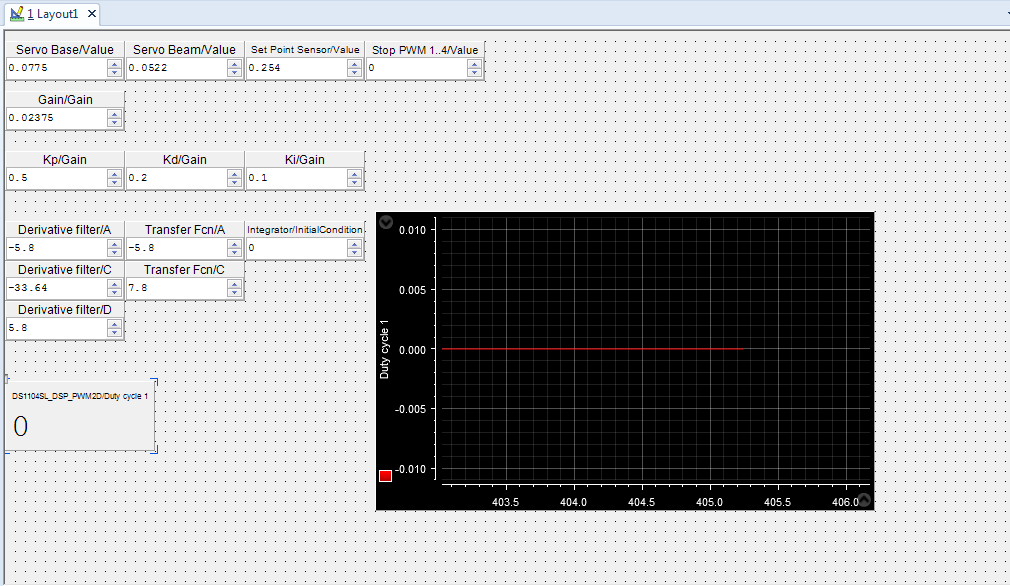 1 Layout1
Servo Base/Value Servo Beam/Value Set Point Sensor/Value Stop PWM 1..4/Value
0.0775 0.0522 0.254 0
Gain/Gain
0.02375
Kp/Gain Kd/Gain Ki/Gain
0.5 0.2 0.1
Derivative filter/A Transfer Fcn/A Integrator/InitialCondition
-5.8 -5.8 0
Derivative filter/C Transfer Fcn/C
-33.64 7.8
Derivative filter/D
5.8
DS1104SL_DSP_PWM2D/Duty cycle 1
0
Duty cycle 1
0.010
0.005
0.000
-0.005
-0.010
403.5 404.0 404.5 405.0 405.5 406.0